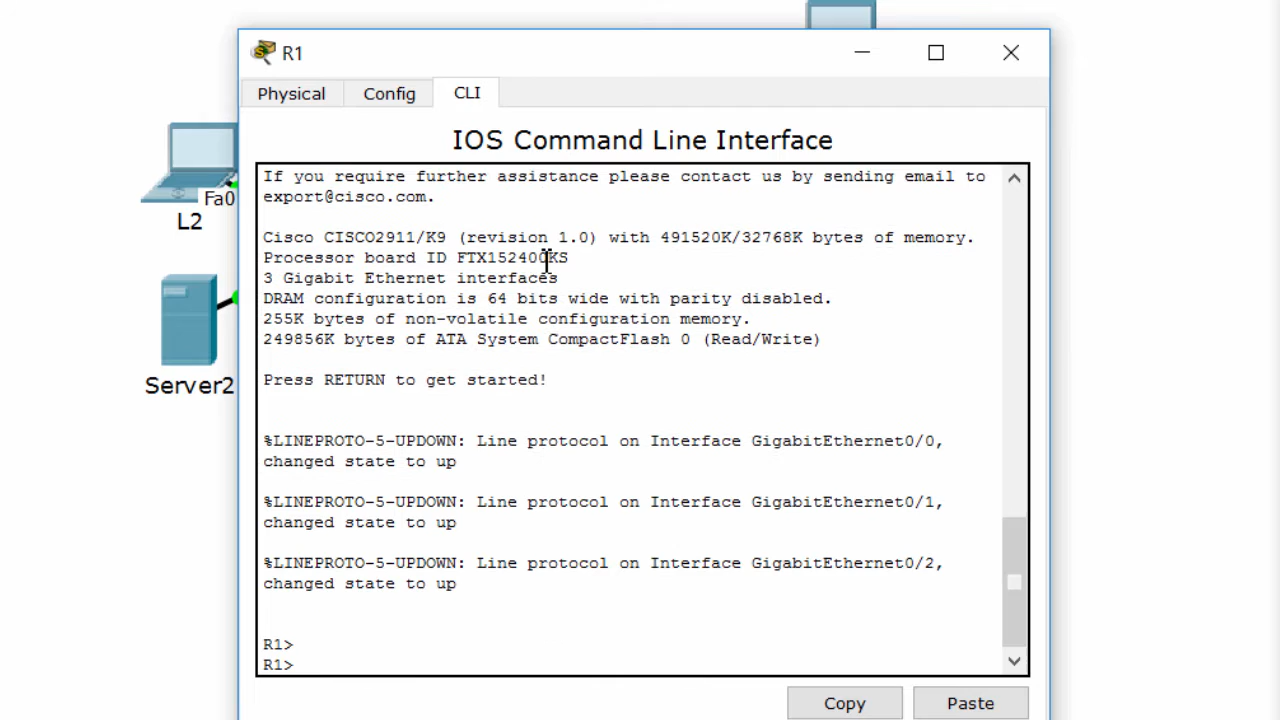 R1
Physical
Config
CLI
IOS Command Line Interface
If you require further assistance please contact us by sending email to
export@cisco.com.
Cisco CISCO2911/K9 (revision 1.0) with 491520K/32768K bytes of memory.
Processor board ID FTX152400KS
3 Gigabit Ethernet interfaces
DRAM configuration is 64 bits wide with parity disabled.
255K bytes of non-volatile configuration memory.
249856K bytes of ATA System CompactFlash 0 (Read/Write)
Press RETURN to get started!
%LINEPROTO-5-UPDOWN: Line protocol on Interface GigabitEthernet0/0,
changed state to up
%LINEPROTO-5-UPDOWN: Line protocol on Interface GigabitEthernet0/1,
changed state to up
%LINEPROTO-5-UPDOWN: Line protocol on Interface GigabitEthernet0/2,
changed state to up
R1>
R1>
Copy
Paste
Fa0
L2
Server2